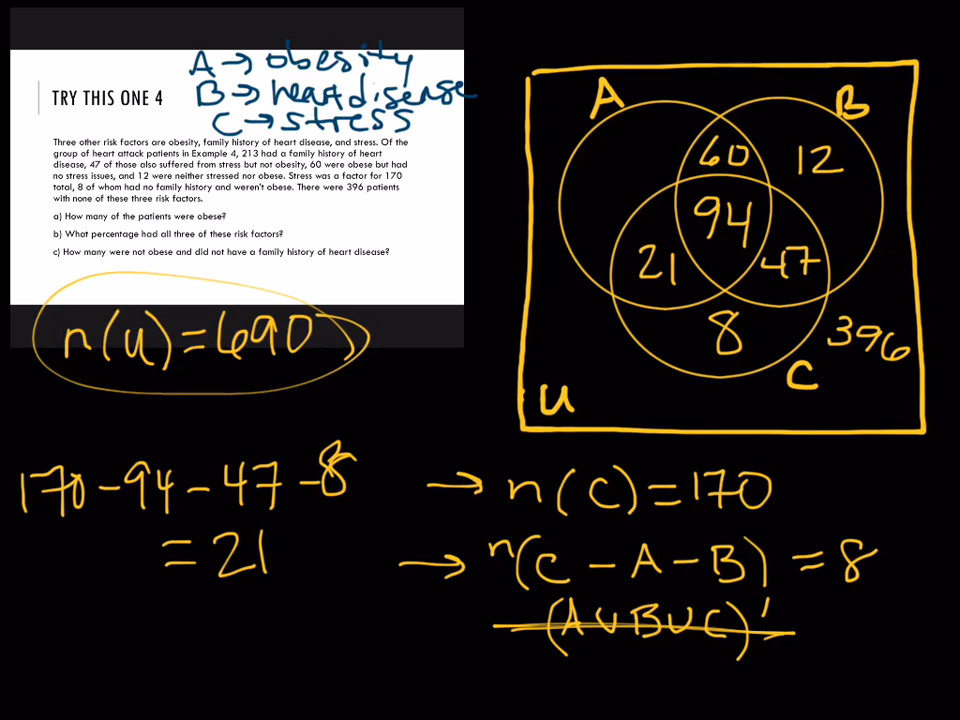 A → obesity
B → heart disease
C → stress
TRY THIS ONE 4
Three other risk factors are obesity, family history of heart disease, and stress. Of the
group of heart attack patients in Example 4, 213 had a family history of heart
disease, 47 of those also suffered from stress but not obesity, 60 were obese but had
no stress issues, and 12 were neither stressed nor obese. Stress was a factor for 170
total, 8 of whom had no family history and weren't obese. There were 396 patients
with none of these three risk factors.
a) How many of the patients were obese?
b) What percentage had all three of these risk factors?
c) How many were not obese and did not have a family history of heart disease?
n(U) = 690
A
B
60
12
94
21
47
8
396
C
U
170 - 94 - 47 - 8
= 21
→ n(C) = 170
→ n(C - A - B) = 8
(A ∪ B ∪ C)'